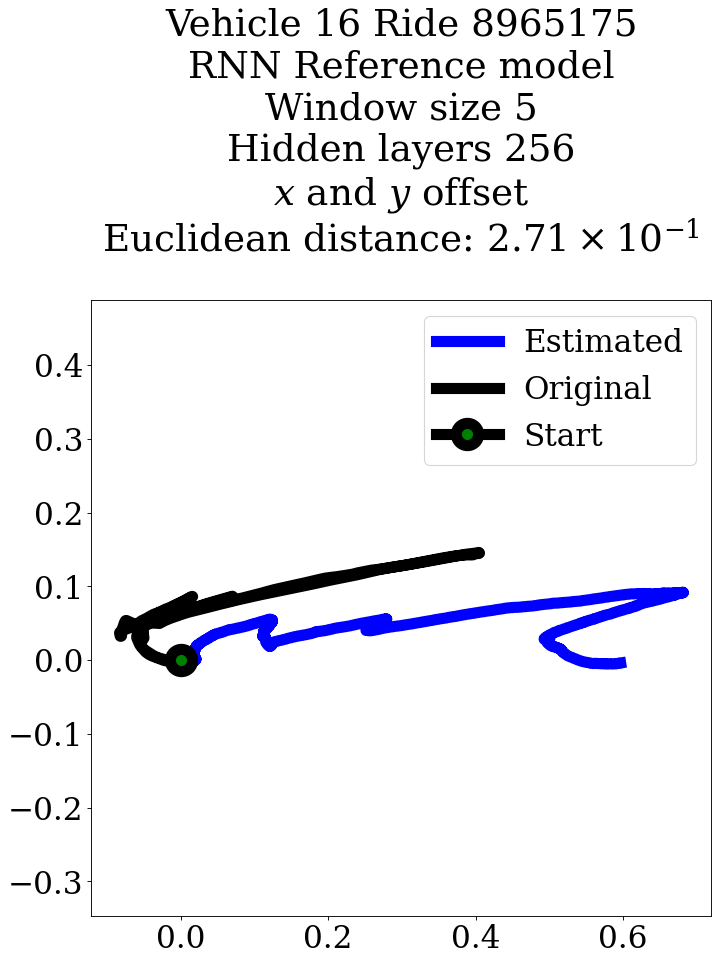 Vehicle 16 Ride 8965175
RNN Reference model
Window size 5
Hidden layers 256
x and y offset
Euclidean distance: 2.71 × 10⁻¹
Estimated
Original
Start
0.4
0.3
0.2
0.1
0.0
−0.1
−0.2
−0.3
0.0 0.2 0.4 0.6